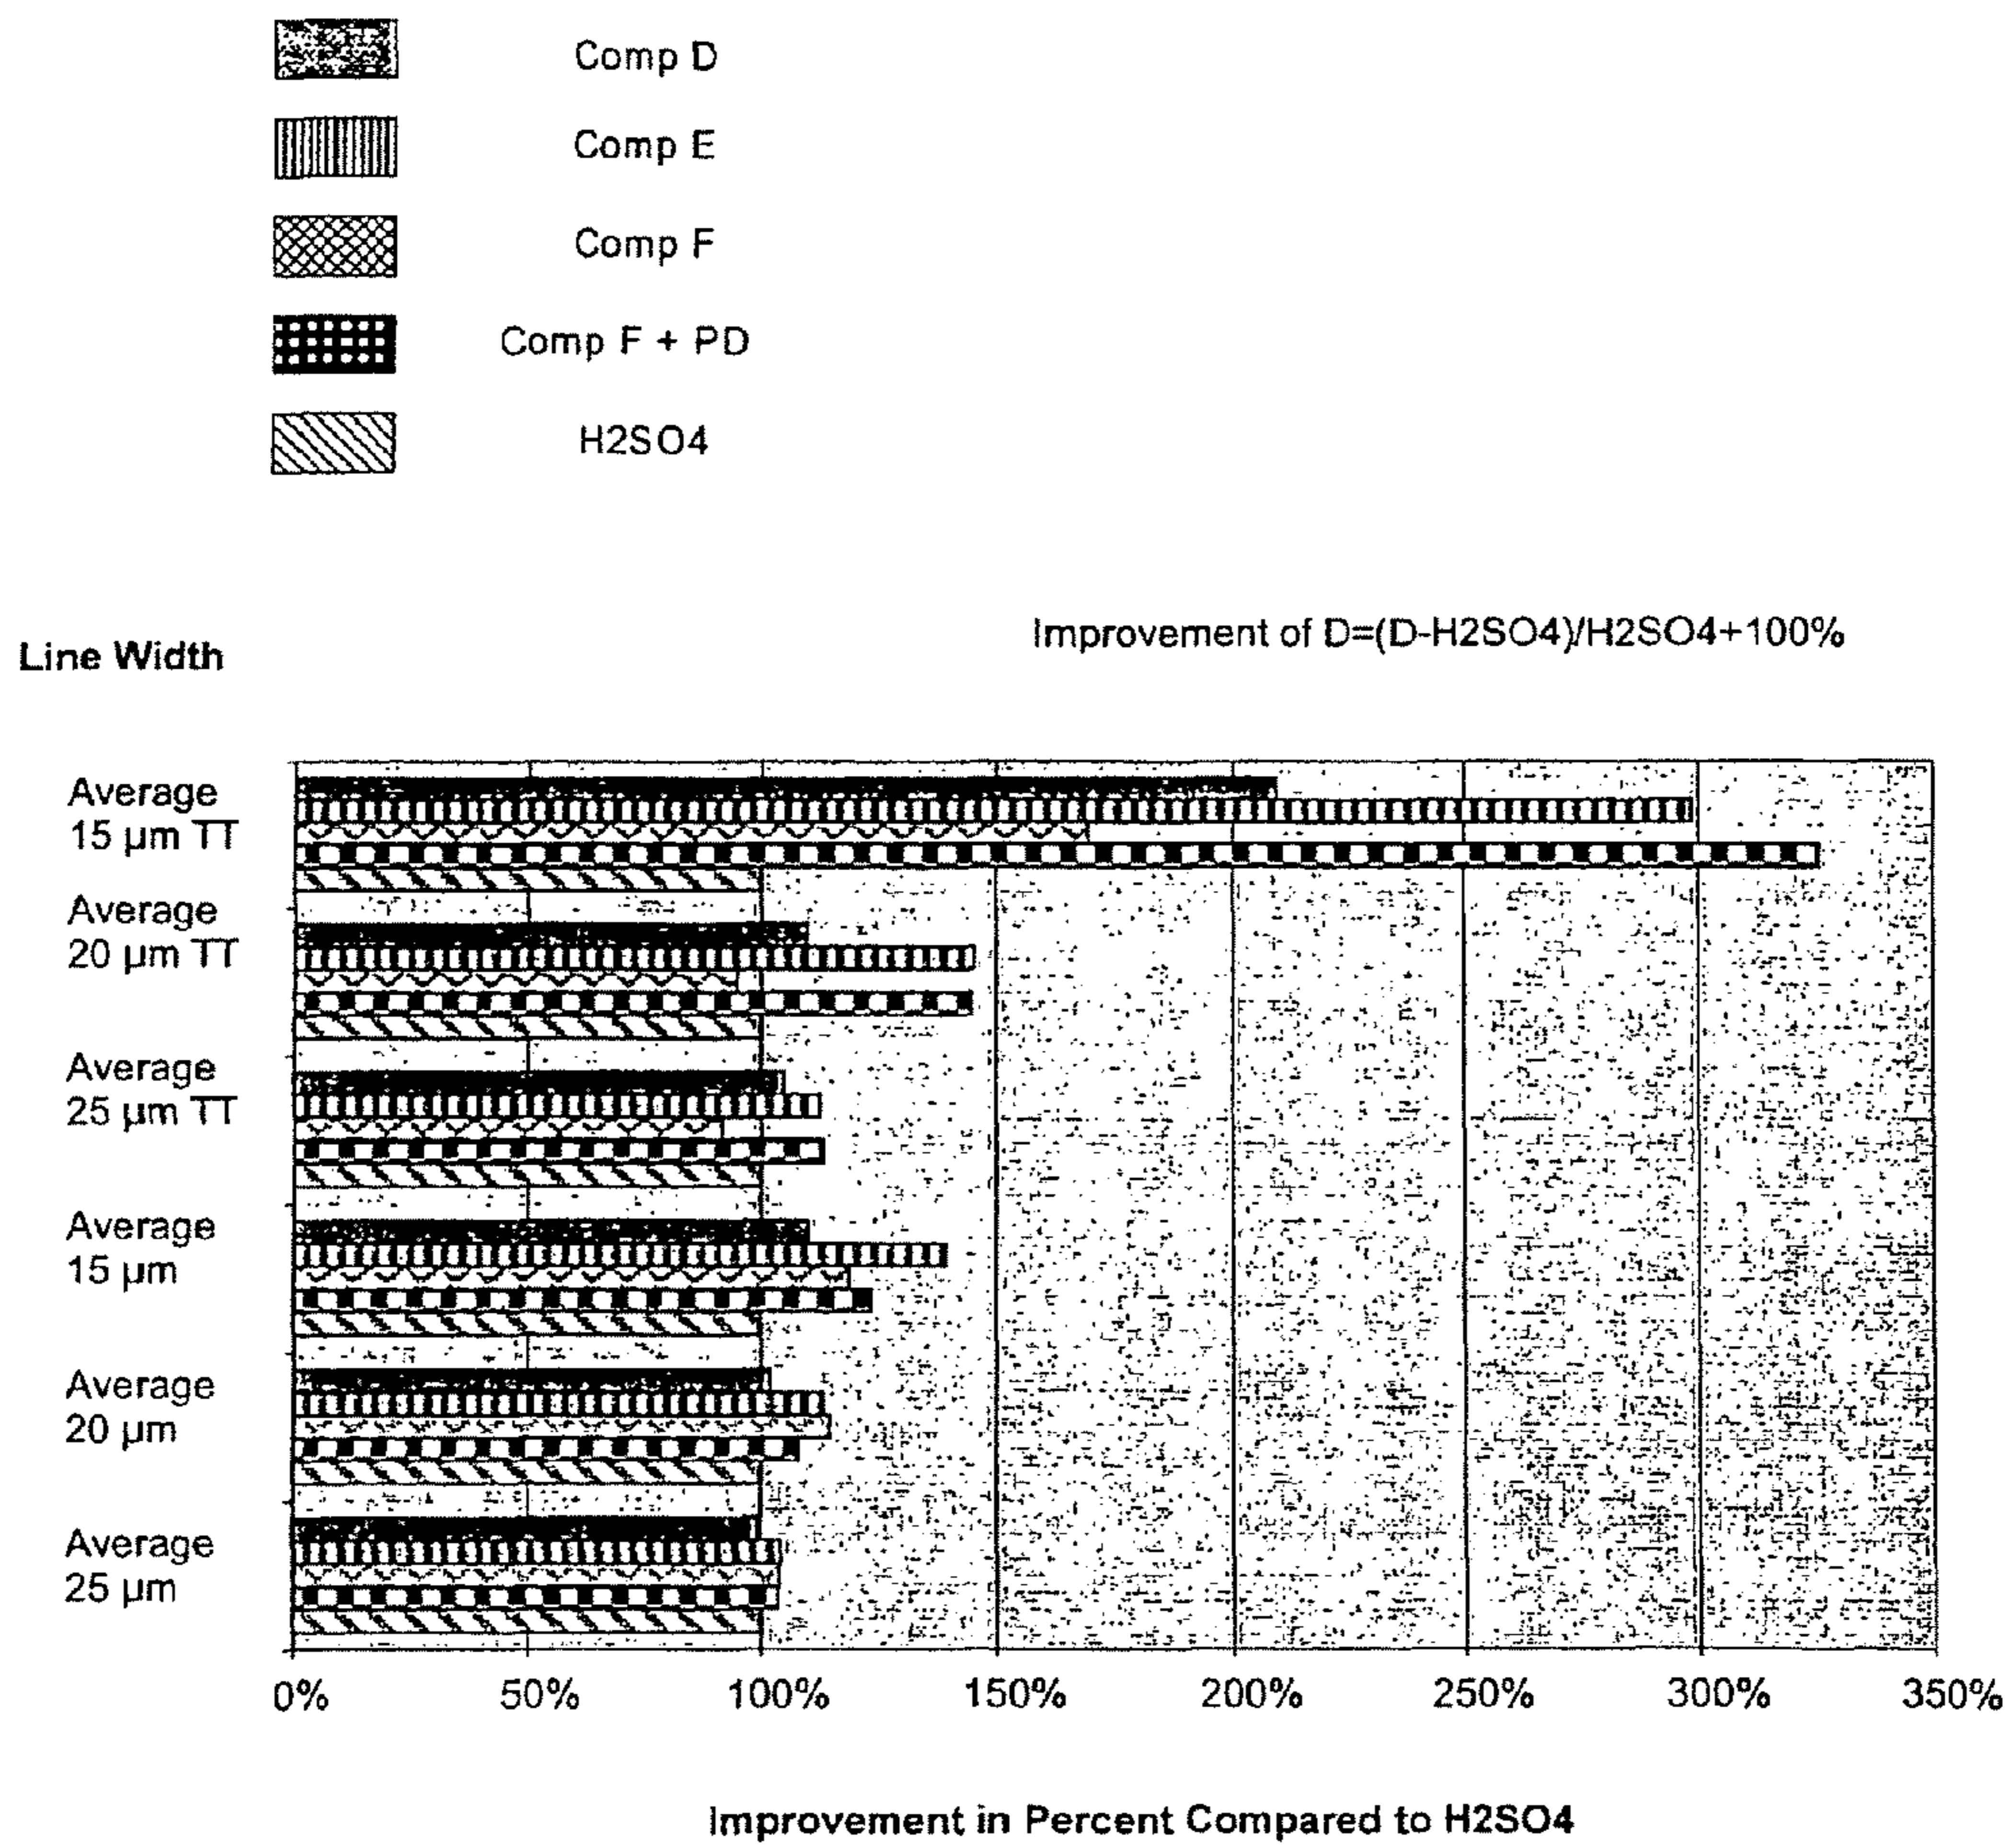 Comp D
Comp E
Comp F
Comp F + PD
H2SO4
Improvement of D=(D-H2SO4)/H2SO4+100%
Line Width
Average
15 µm TT
Average
20 µm TT
Average
25 µm TT
Average
15 µm
Average
20 µm
Average
25 µm
0% 50% 100% 150% 200% 250% 300% 350%
Improvement in Percent Compared to H2SO4